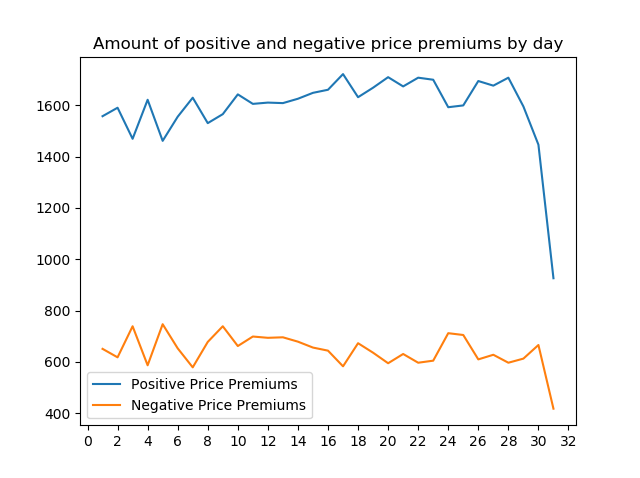 Amount of positive and negative price premiums by day
1600
1400
1200
1000
800
600
400
Positive Price Premiums
Negative Price Premiums
0 2 4 6 8 10 12 14 16 18 20 22 24 26 28 30 32